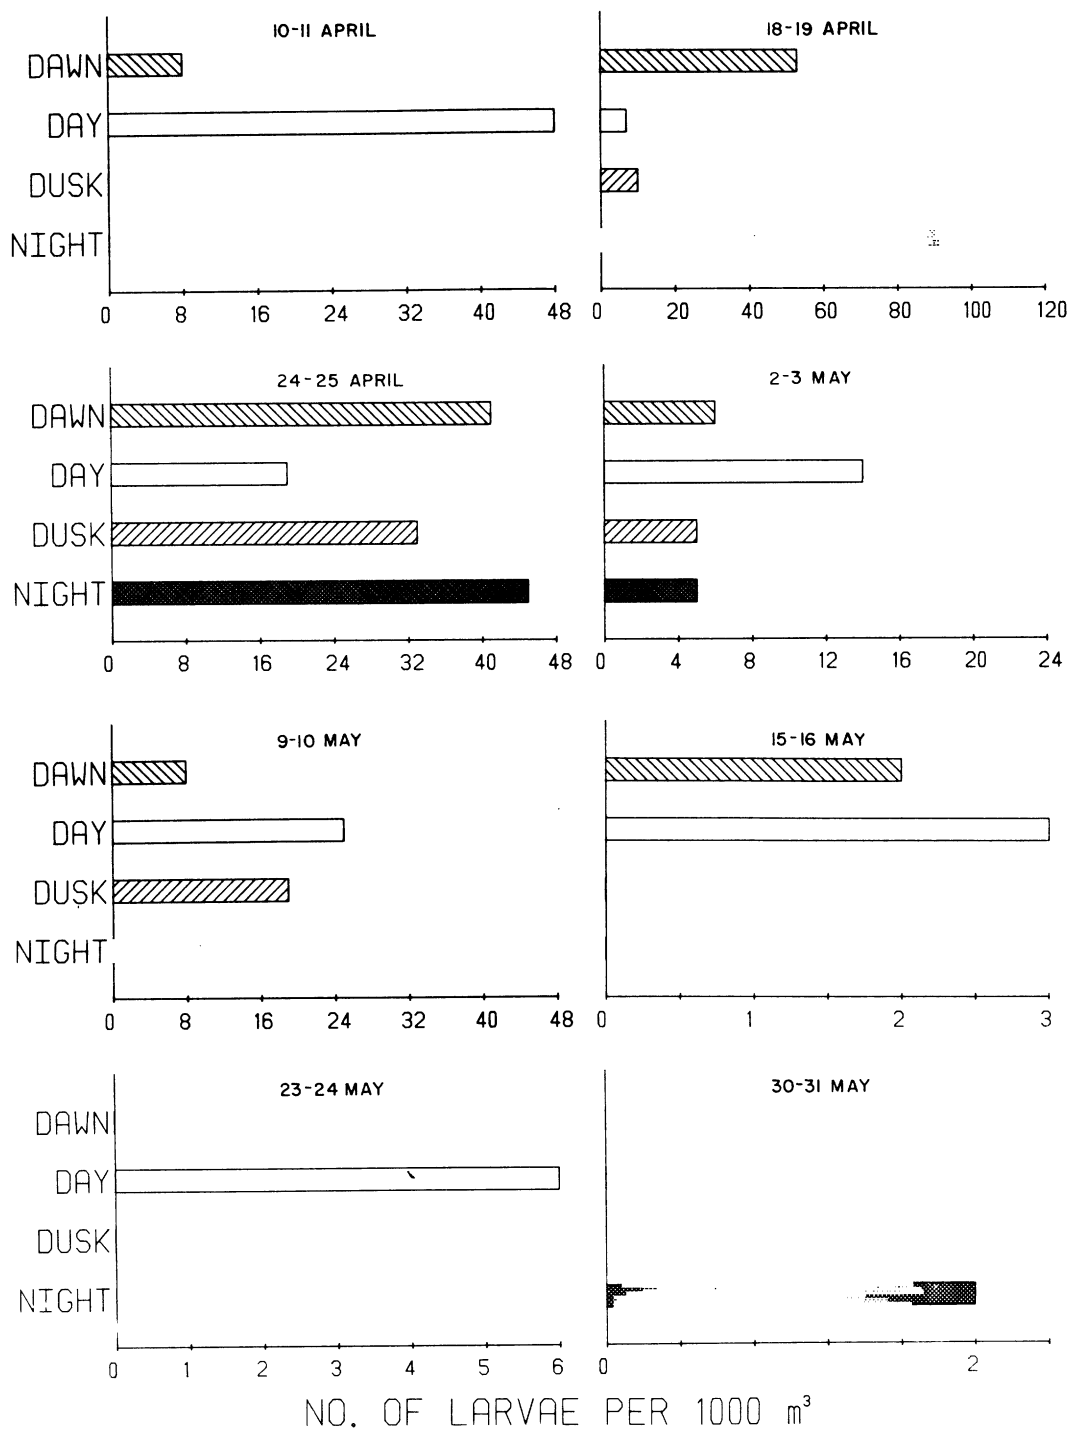 10-11 APRIL
DAWN
DAY
DUSK
NIGHT
0 8 16 24 32 40 48
18-19 APRIL
0 20 40 60 80 100 120
24-25 APRIL
DAWN
DAY
DUSK
NIGHT
0 8 16 24 32 40 48
2-3 MAY
0 4 8 12 16 20 24
9-10 MAY
DAWN
DAY
DUSK
NIGHT
0 8 16 24 32 40 48
15-16 MAY
0 1 2 3
23-24 MAY
DAWN
DAY
DUSK
NIGHT
0 1 2 3 4 5 6
30-31 MAY
0 2
NO. OF LARVAE PER 1000 m³